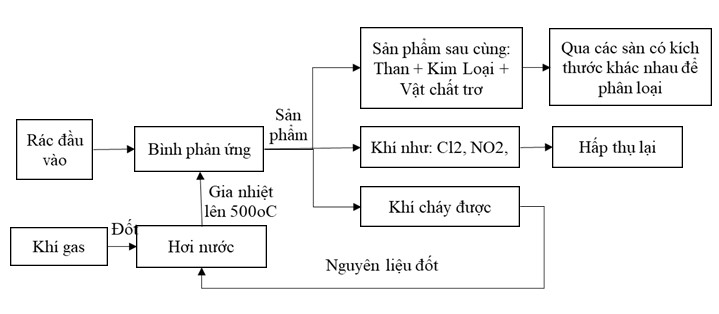 Sản phẩm sau cùng:
Than + Kim Loại +
Vật chất trơ
Qua các sàn có kích
thước khác nhau để
phân loại
Sản
phẩm
Rác đầu
vào
Bình phản ứng
Khí như: Cl2, NO2,
Hấp thụ lại
Gia nhiệt
lên 500oC
Khí cháy được
Đốt
Khí gas
Hơi nước
Nguyên liệu đốt